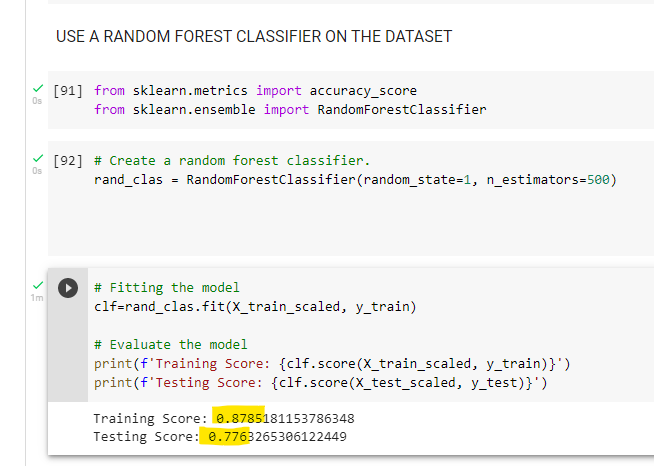 USE A RANDOM FOREST CLASSIFIER ON THE DATASET
[91] from sklearn.metrics import accuracy_score
0s
from sklearn.ensemble import RandomForestClassifier
[92] # Create a random forest classifier.
0s
rand_clas = RandomForestClassifier(random_state=1, n_estimators=500)
1m
# Fitting the model
clf=rand_clas.fit(X_train_scaled, y_train)
# Evaluate the model
print(f'Training Score: {clf.score(X_train_scaled, y_train)}')
print(f'Testing Score: {clf.score(X_test_scaled, y_test)}')
Training Score: 0.8785181153786348
Testing Score: 0.7763265306122449